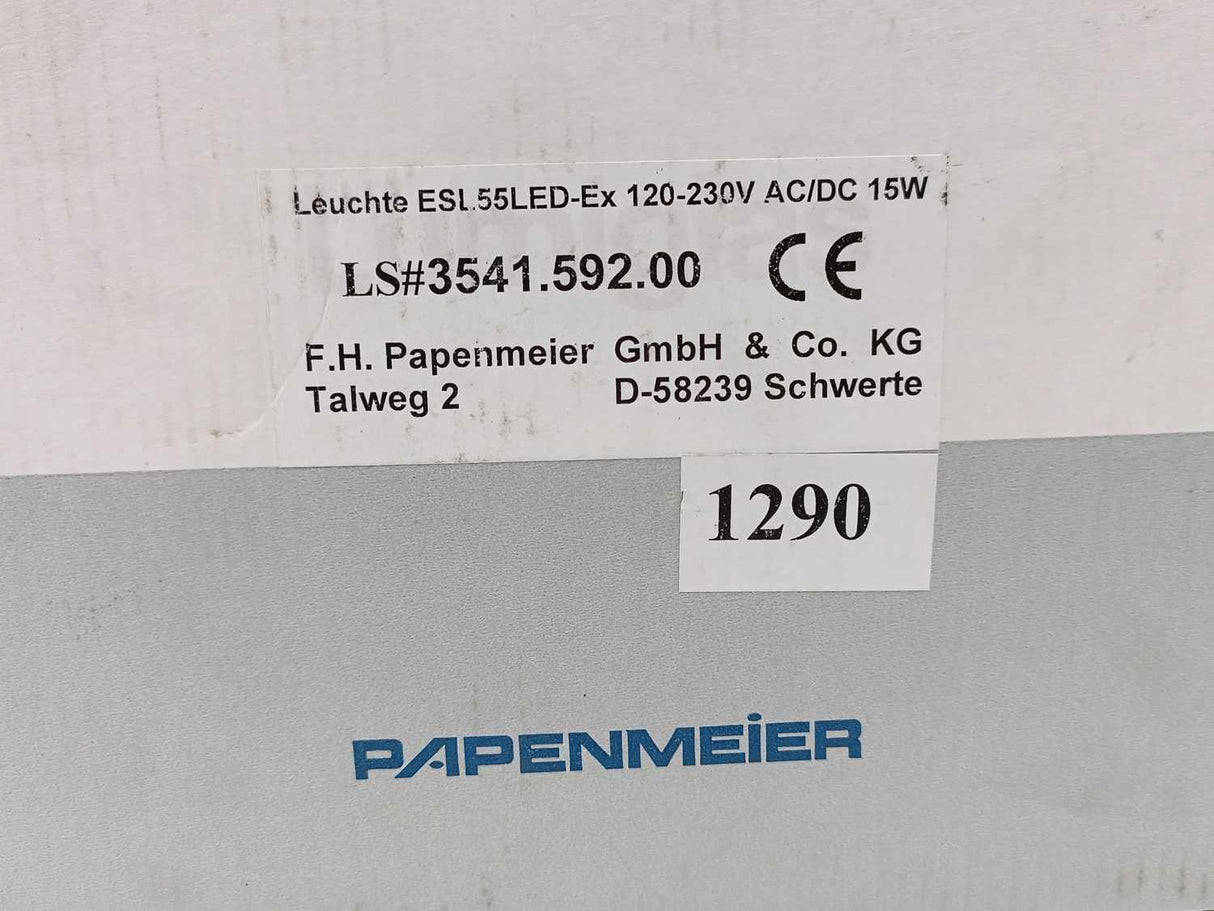 Leuchte ESL55LED-Ex 120-230V AC/DC 15W
LS#3541.592.00 CE
F.H. Papenmeier GmbH & Co. KG
Talweg 2 D-58239 Schwerte
1290
PAPENMEIER